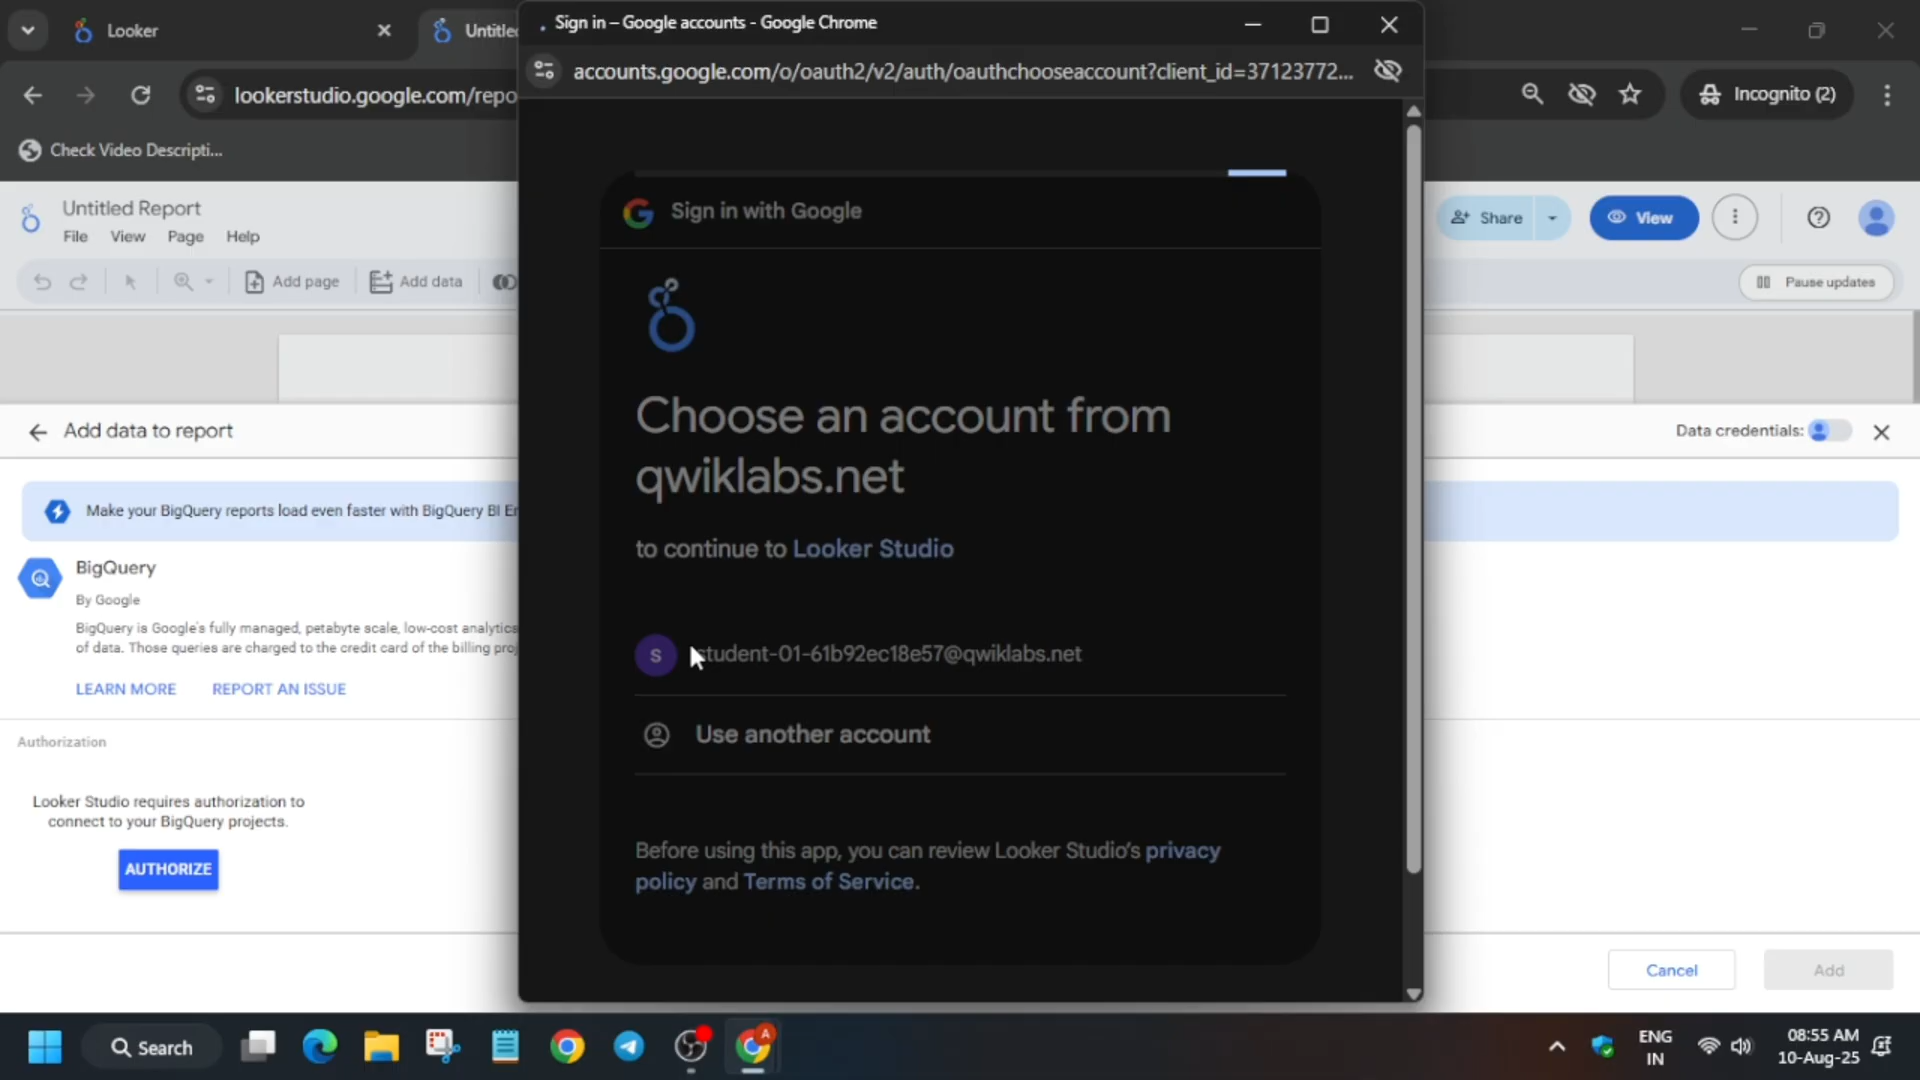 Looker
Untitled
Sign in – Google accounts - Google Chrome
accounts.google.com/o/oauth2/v2/auth/oauthchooseaccount?client_id=37123772...
lookerstudio.google.com/repo
Incognito (2)
Check Video Descripti...
Untitled Report
File View Page Help
Share
View
Add page
Add data
Pause updates
Sign in with Google
Choose an account from
qwiklabs.net
to continue to Looker Studio
student-01-61b92ec18e57@qwiklabs.net
Use another account
Before using this app, you can review Looker Studio's privacy
policy and Terms of Service.
Add data to report
Data credentials:
Make your BigQuery reports load even faster with BigQuery BI En
BigQuery
By Google
BigQuery is Google's fully managed, petabyte scale, low-cost analytics
of data. Those queries are charged to the credit card of the billing proj
LEARN MORE REPORT AN ISSUE
Authorization
Looker Studio requires authorization to
connect to your BigQuery projects.
AUTHORIZE
Cancel
Add
Search
ENG
IN
08:55 AM
10-Aug-25